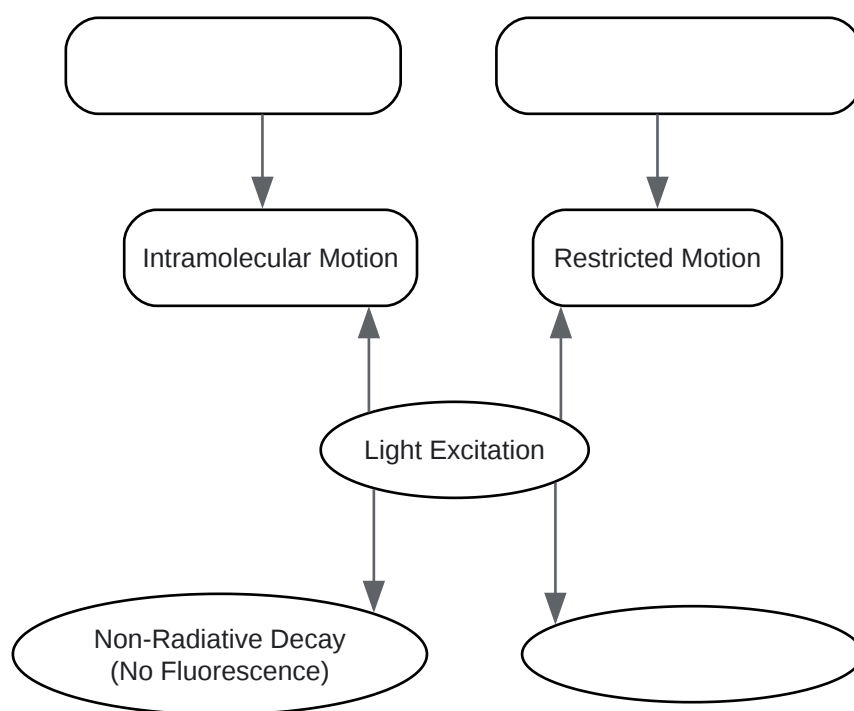 Intramolecular Motion
Restricted Motion
Light Excitation
Non-Radiative Decay
(No Fluorescence)